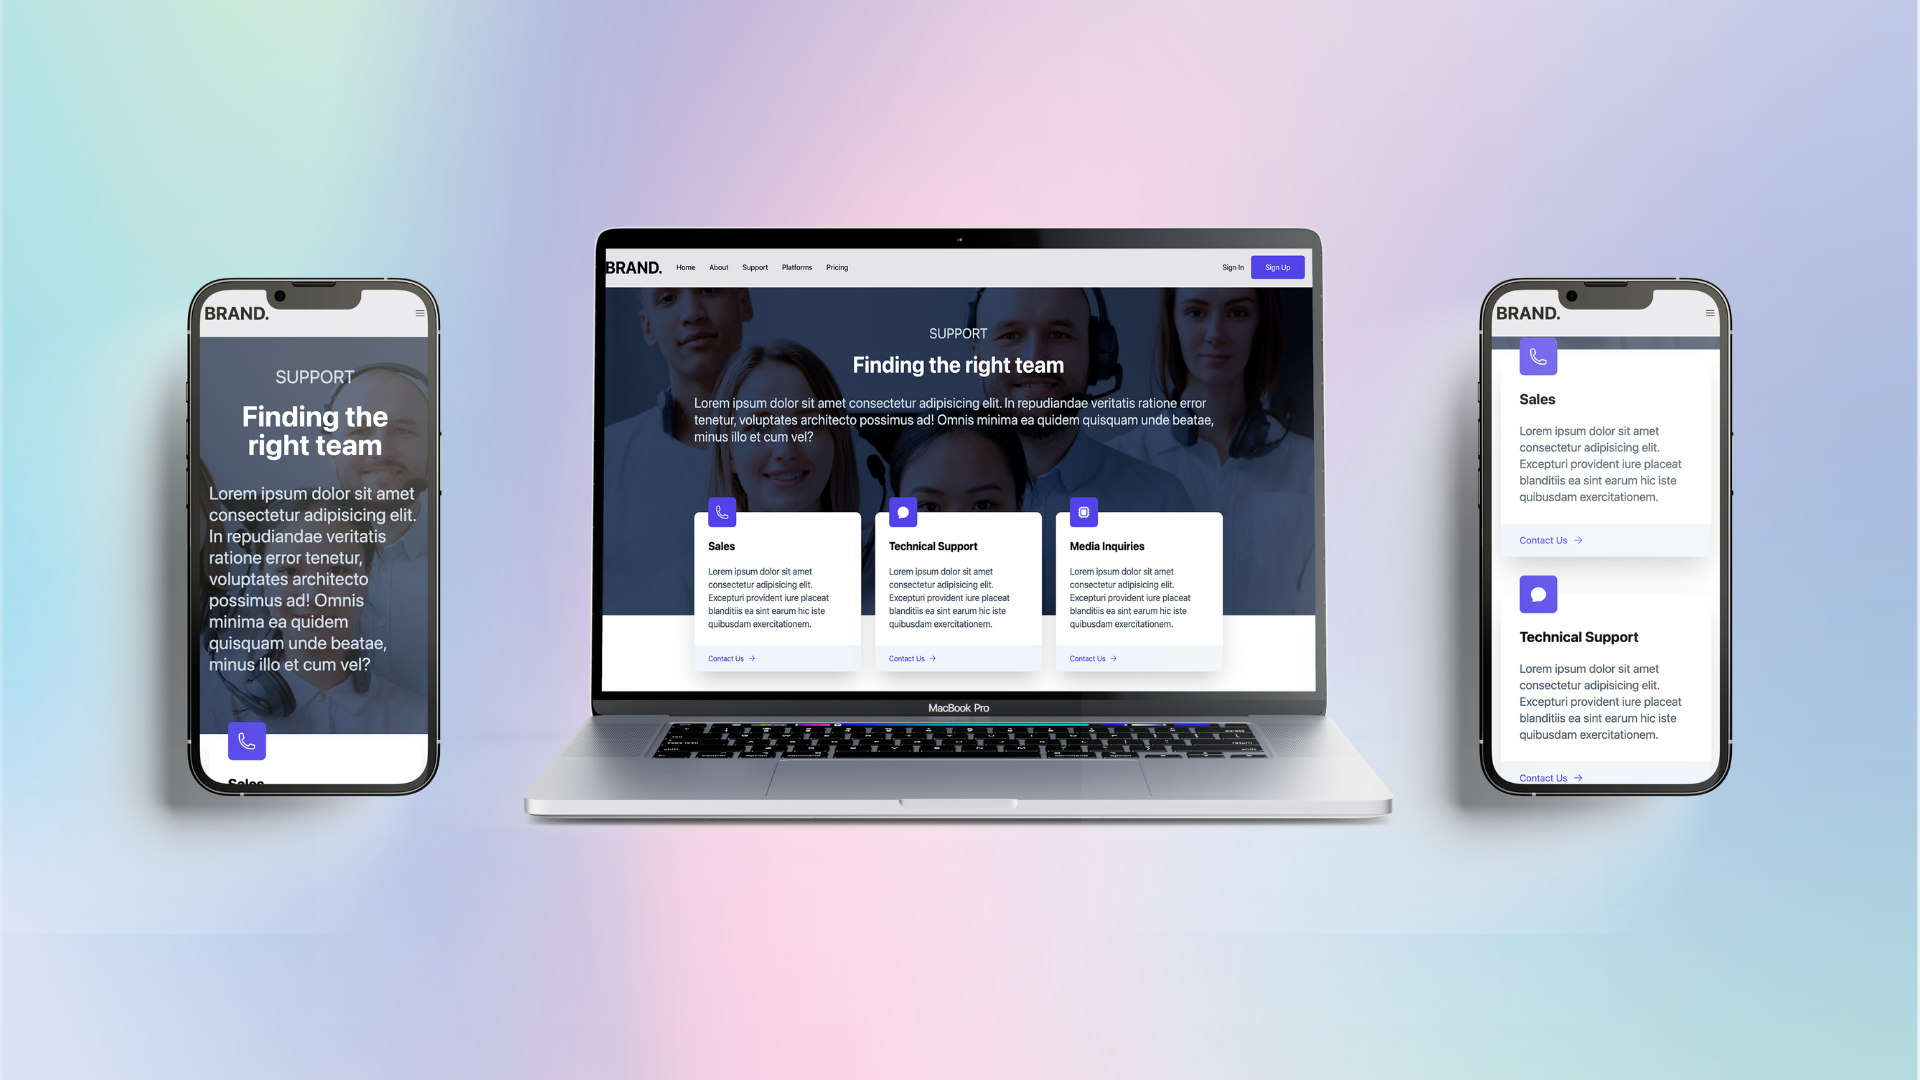 BRAND.
SUPPORT
Finding the
right team
Lorem ipsum dolor sit amet
consectetur adipisicing elit.
In repudiandae veritatis
ratione error tenetur,
voluptates architecto
possimus ad! Omnis
minima ea quidem
quisquam unde beatae,
minus illo et cum vel?
Sales
BRAND. Home About Support Platforms Pricing Sign In Sign Up
SUPPORT
Finding the right team
Lorem ipsum dolor sit amet consectetur adipisicing elit. In repudiandae veritatis ratione error
tenetur, voluptates architecto possimus ad! Omnis minima ea quidem quisquam unde beatae,
minus illo et cum vel?
Sales
Lorem ipsum dolor sit amet
consectetur adipisicing elit.
Excepturi provident iure placeat
blanditiis ea sint earum hic iste
quibusdam exercitationem.
Contact Us →
Technical Support
Lorem ipsum dolor sit amet
consectetur adipisicing elit.
Excepturi provident iure placeat
blanditiis ea sint earum hic iste
quibusdam exercitationem.
Contact Us →
Media Inquiries
Lorem ipsum dolor sit amet
consectetur adipisicing elit.
Excepturi provident iure placeat
blanditiis ea sint earum hic iste
quibusdam exercitationem.
Contact Us →
MacBook Pro
BRAND.
Sales
Lorem ipsum dolor sit amet
consectetur adipisicing elit.
Excepturi provident iure placeat
blanditiis ea sint earum hic iste
quibusdam exercitationem.
Contact Us →
Technical Support
Lorem ipsum dolor sit amet
consectetur adipisicing elit.
Excepturi provident iure placeat
blanditiis ea sint earum hic iste
quibusdam exercitationem.
Contact Us →